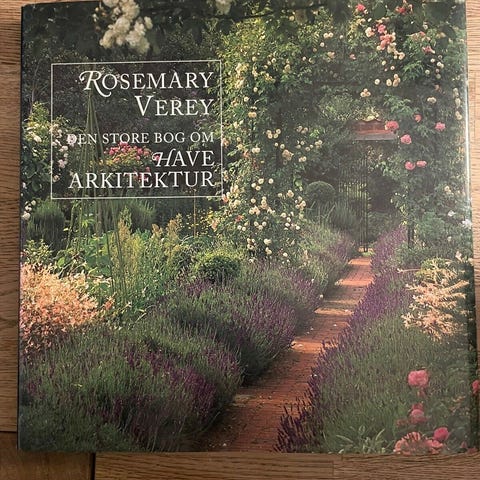 ROSEMARY
VEREY
DEN STORE BOG OM
HAVE
ARKITEKTUR